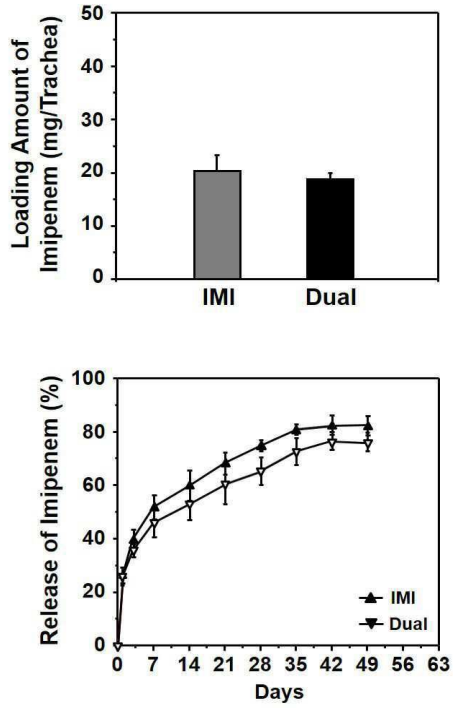 Loading Amount of
Imipenem (mg/Trachea)
50
40
30
20
10
0
IMI
Dual
Release of Imipenem (%)
100
80
60
40
20
0
IMI
Dual
0 7 14 21 28 35 42 49 56 63
Days